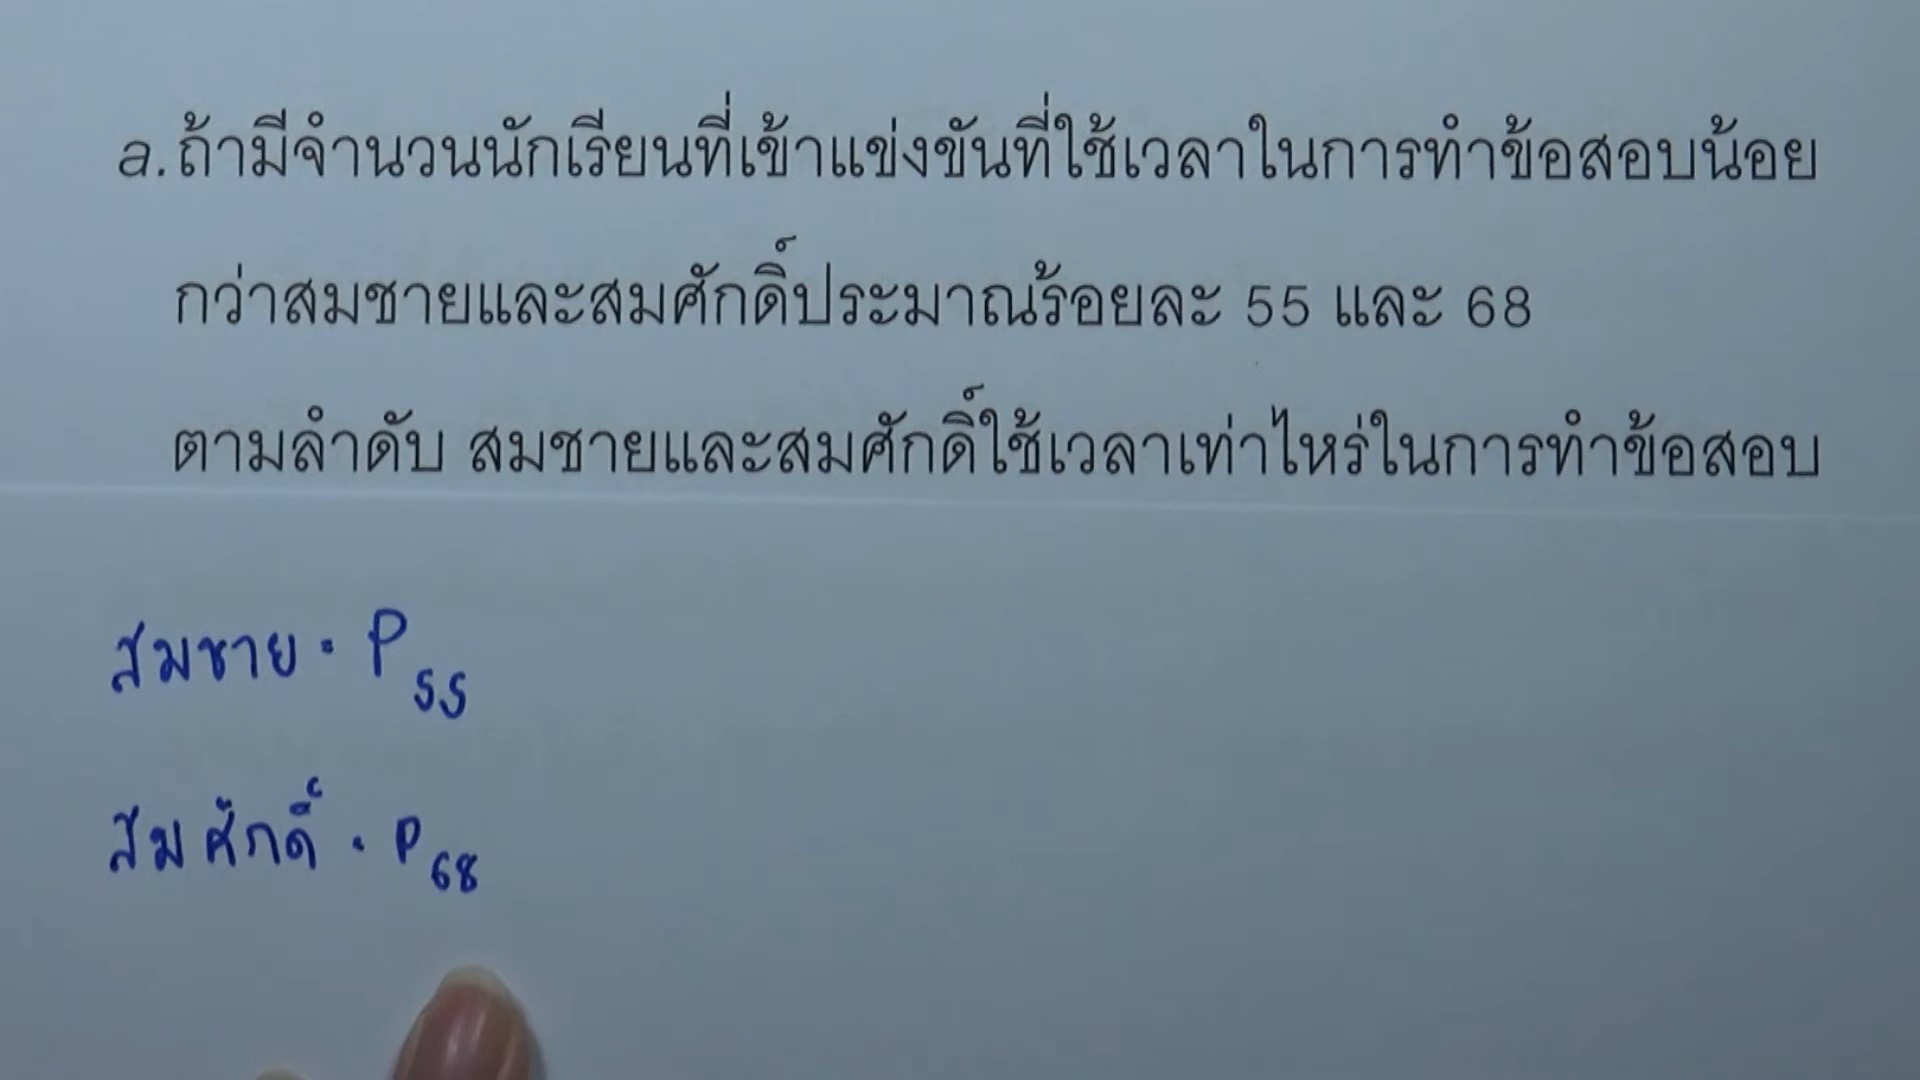 a. ถ้ามีจำนวนนักเรียนที่เข้าแข่งขันที่ใช้เวลาในการทำข้อสอบน้อย
กว่าสมชายและสมศักดิ์ประมาณร้อยละ 55 และ 68
ตามลำดับ สมชายและสมศักดิ์ใช้เวลาเท่าไหร่ในการทำข้อสอบ
สมชาย = P55
สมศักดิ์ = P68